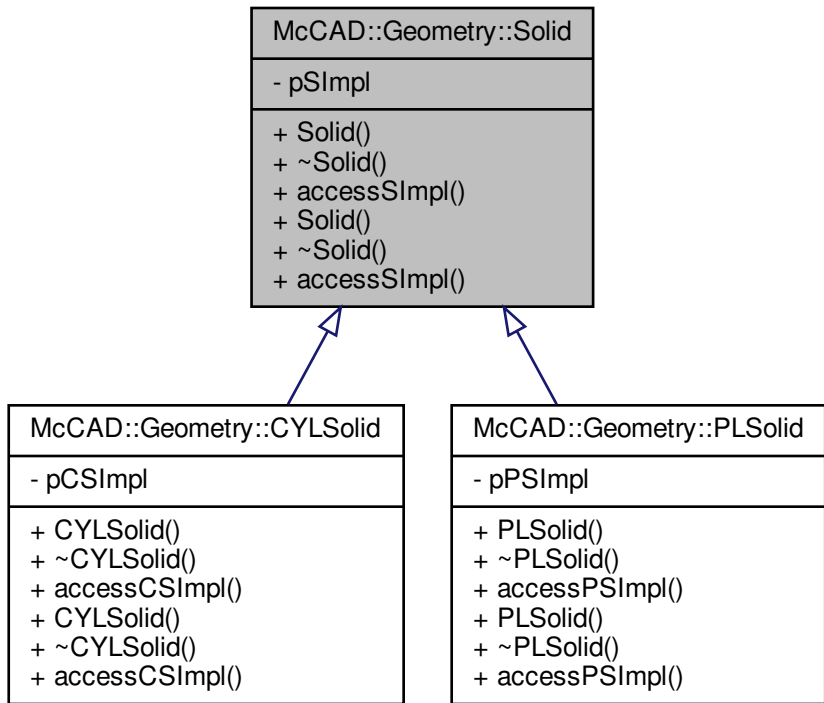 McCAD::Geometry::Solid
- pSImpl
+ Solid()
+ ~Solid()
+ accessSImpl()
+ Solid()
+ ~Solid()
+ accessSImpl()
McCAD::Geometry::CYLSolid
- pCSImpl
+ CYLSolid()
+ ~CYLSolid()
+ accessCSImpl()
+ CYLSolid()
+ ~CYLSolid()
+ accessCSImpl()
McCAD::Geometry::PLSolid
- pPSImpl
+ PLSolid()
+ ~PLSolid()
+ accessPSImpl()
+ PLSolid()
+ ~PLSolid()
+ accessPSImpl()